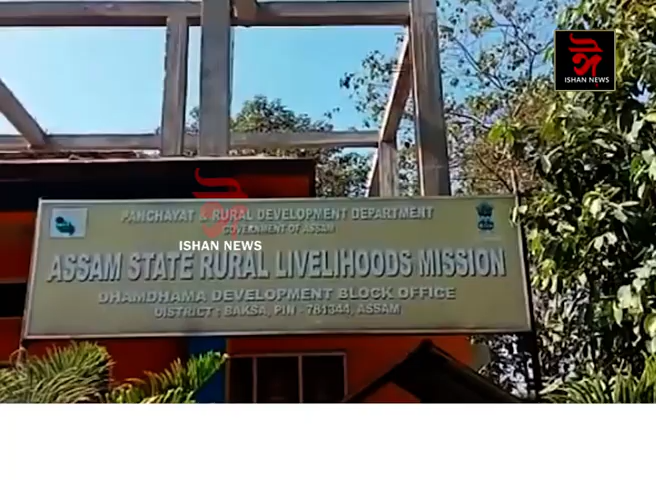 ISHAN NEWS
PANCHAYAT & RURAL DEVELOPMENT DEPARTMENT
GOVERNMENT OF ASSAM
ISHAN NEWS
ASSAM STATE RURAL LIVELIHOODS MISSION
DHAMDHAMA DEVELOPMENT BLOCK OFFICE
DISTRICT : BAKSA, PIN - 781344, ASSAM